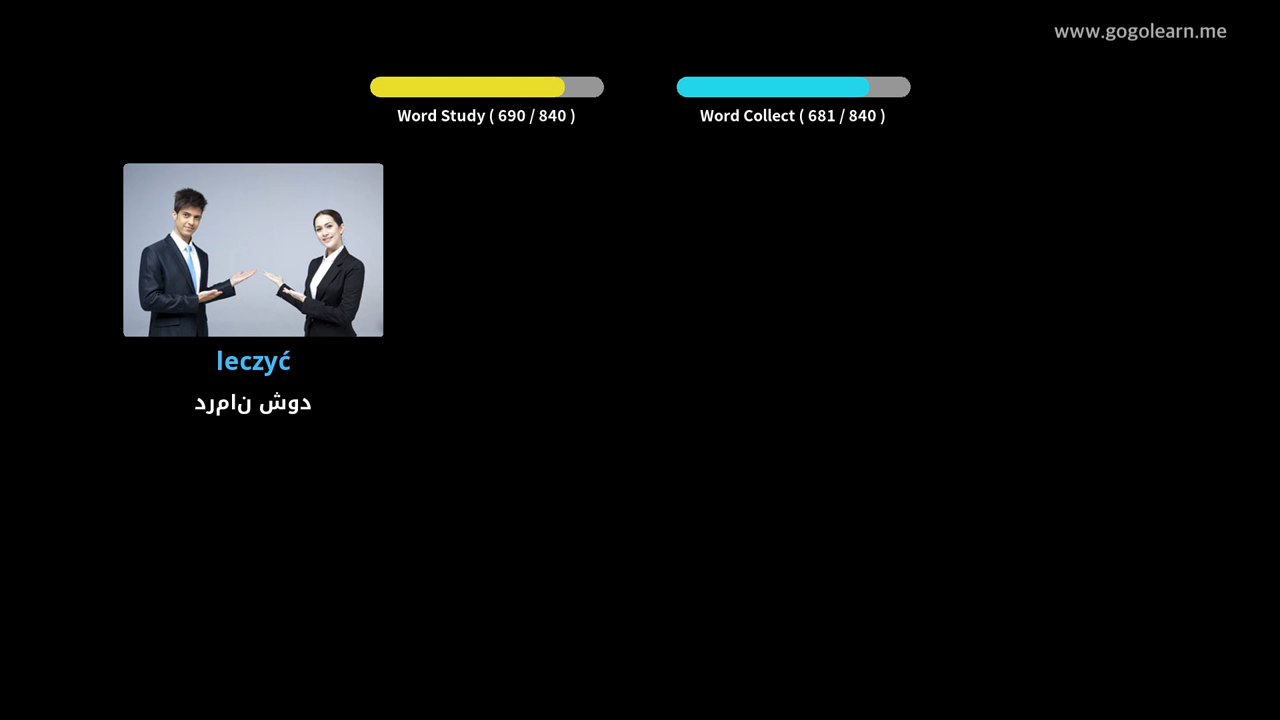 www.gogolearn.me
Word Study ( 690 / 840 )
Word Collect ( 681 / 840 )
leczyć
دوش نامرد